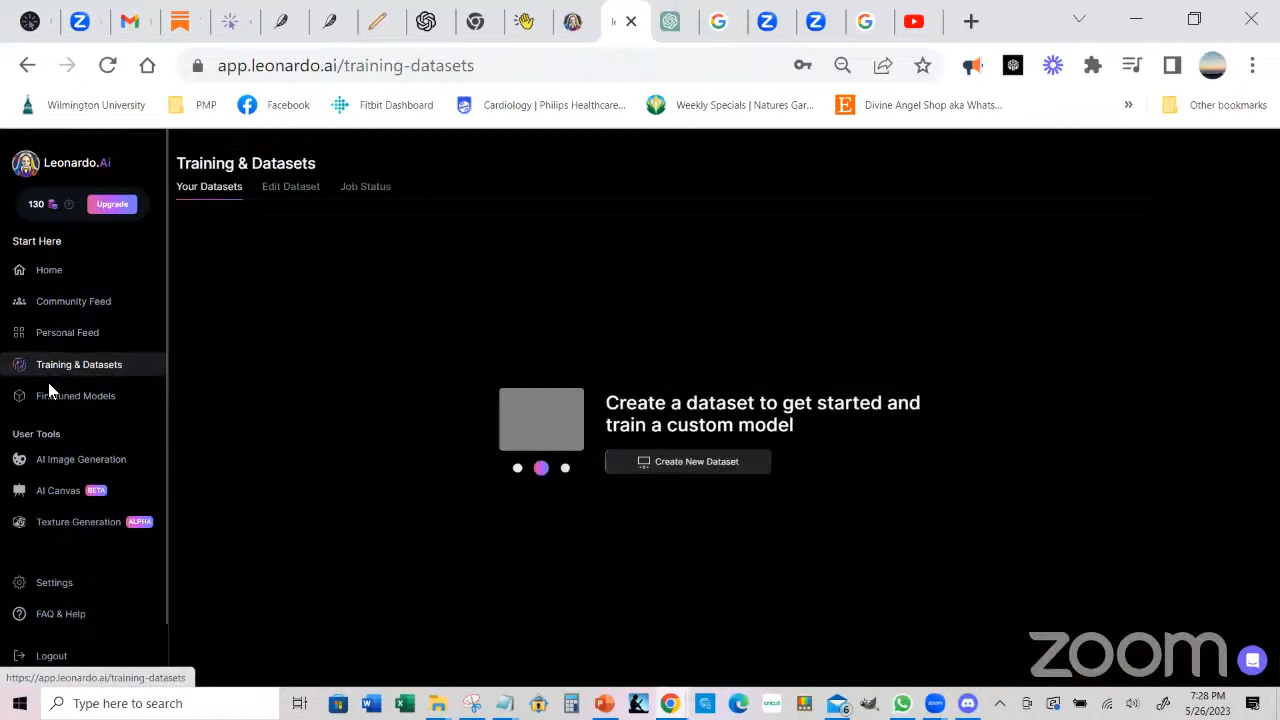 app.leonardo.ai/training-datasets
Wilmington University
PMP
Facebook
Fitbit Dashboard
Cardiology | Philips Healthcare...
Weekly Specials | Natures Gar...
E
Divine Angel Shop aka Whats...
»
Other bookmarks
Leonardo.Ai
130
Upgrade
Start Here
Home
Community Feed
Personal Feed
Training & Datasets
Finetuned Models
User Tools
AI Image Generation
AI Canvas BETA
Texture Generation ALPHA
Settings
FAQ & Help
Logout
https://app.leonardo.ai/training-datasets
Training & Datasets
Your Datasets Edit Dataset Job Status
Create a dataset to get started and
train a custom model
Create New Dataset
zoom
Type here to search
7:28 PM
5/26/2023